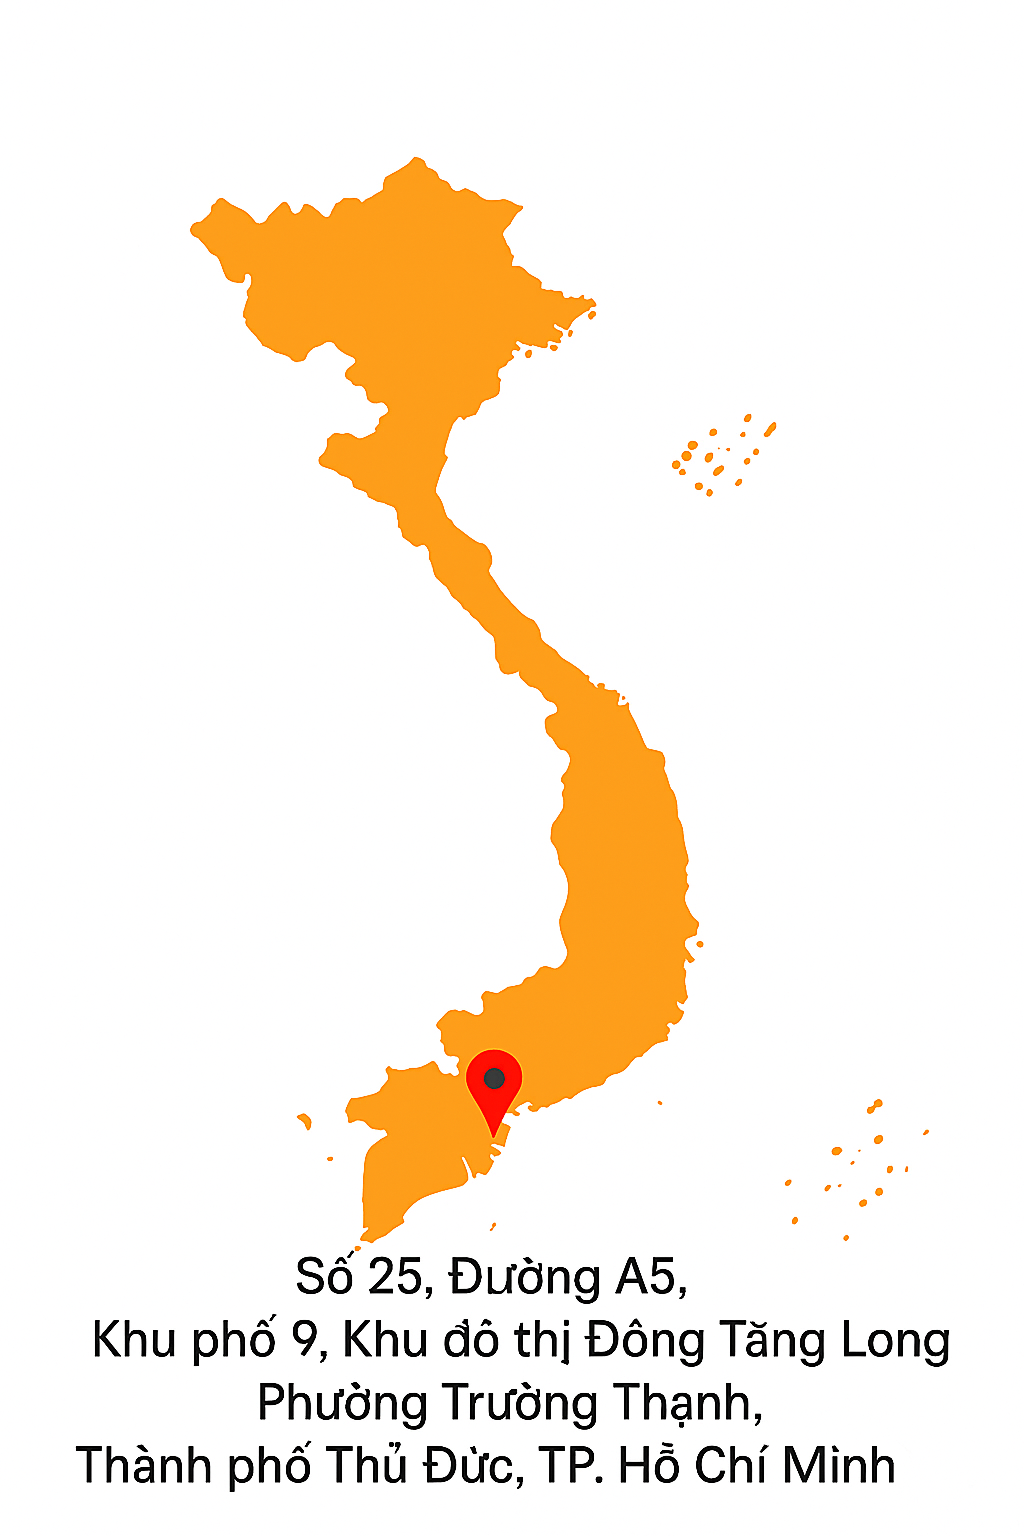 Số 25, Đường A5,
Khu phố 9, Khu đô thị Đông Tăng Long
Phường Trường Thạnh,
Thành phố Thủ Đức, TP. Hồ Chí Minh